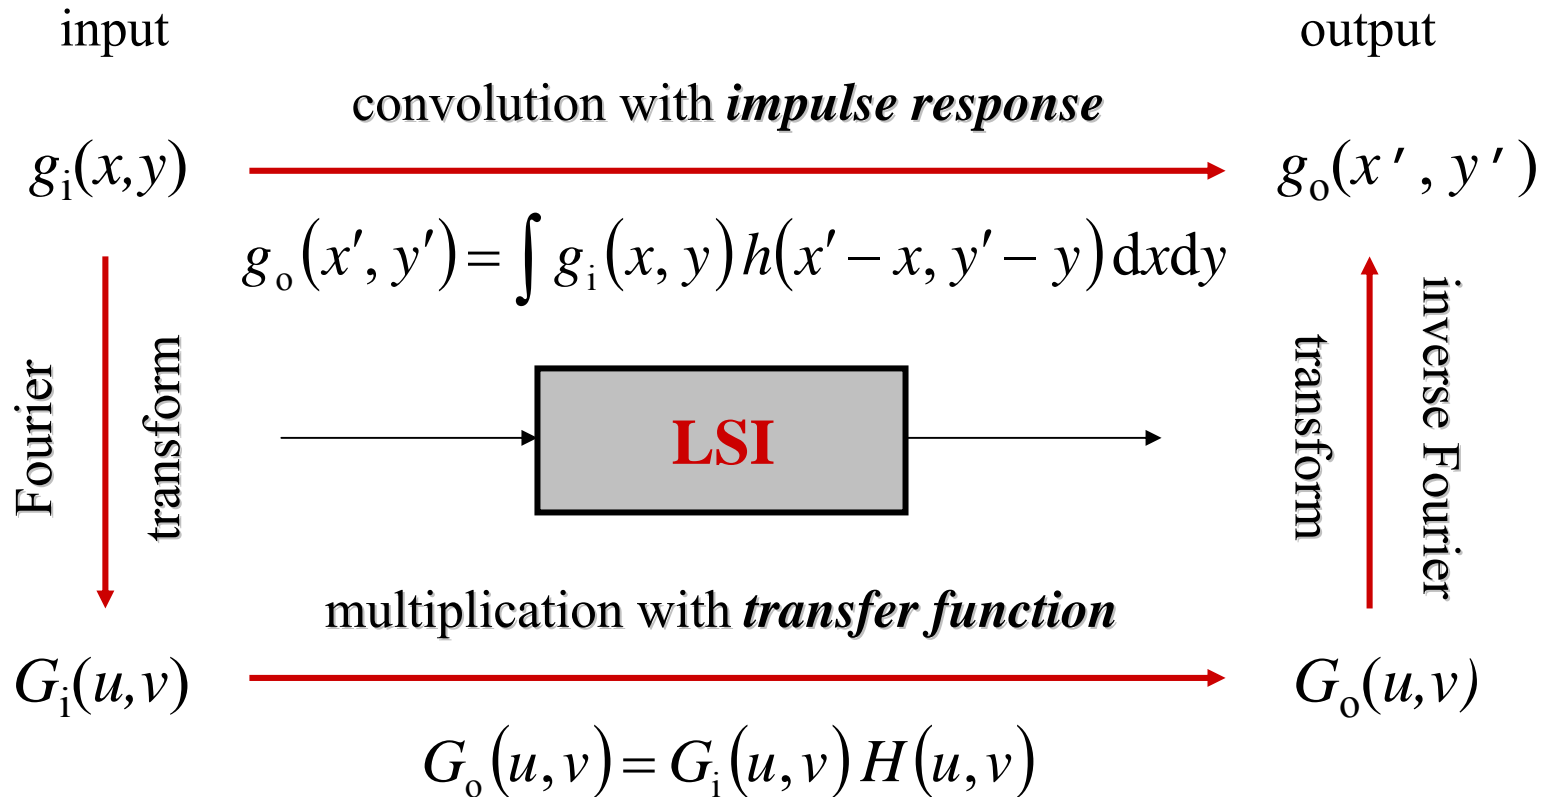 input
output
convolution with impulse response
gᵢ(x,y)
gₒ(x′, y′)
gₒ(x′, y′) = ∫ gᵢ(x, y) h(x′ − x, y′ − y) dxdy
Fourier
transform
LSI
transform
inverse Fourier
multiplication with transfer function
Gᵢ(u,v)
Gₒ(u,v)
Gₒ(u, v) = Gᵢ(u, v) H(u, v)